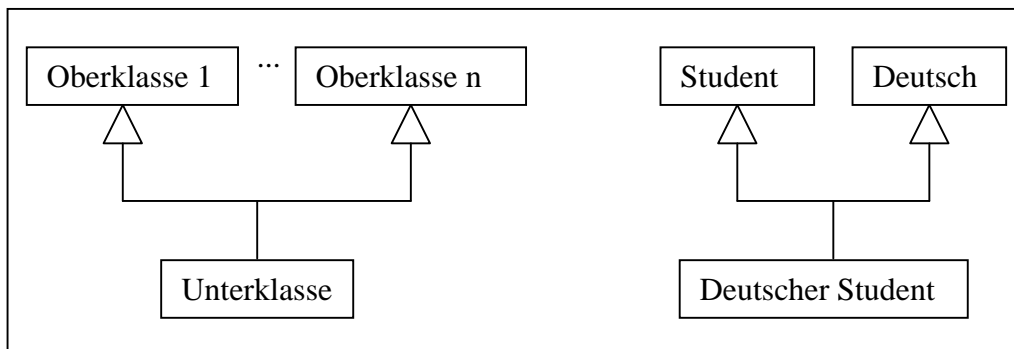 Oberklasse 1 ... Oberklasse n
Student Deutsch
Unterklasse
Deutscher Student